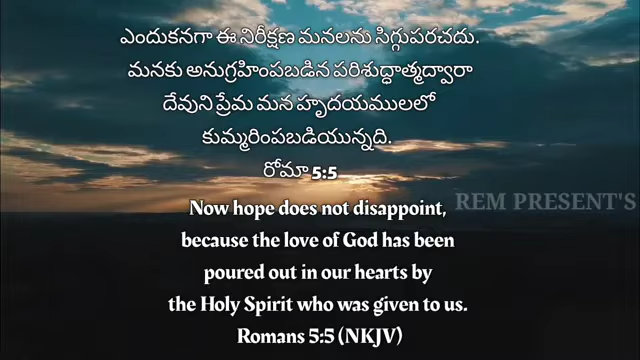 ఎందుకనగా ఈ నిరీక్షణ మనలను సిగ్గుపరచదు.
మనకు అనుగ్రహింపబడిన పరిశుద్ధాత్మద్వారా
దేవుని ప్రేమ మన హృదయములలో
కుమ్మరింపబడియున్నది.
రోమా 5:5
REM PRESENT'S
Now hope does not disappoint,
because the love of God has been
poured out in our hearts by
the Holy Spirit who was given to us.
Romans 5:5 (NKJV)